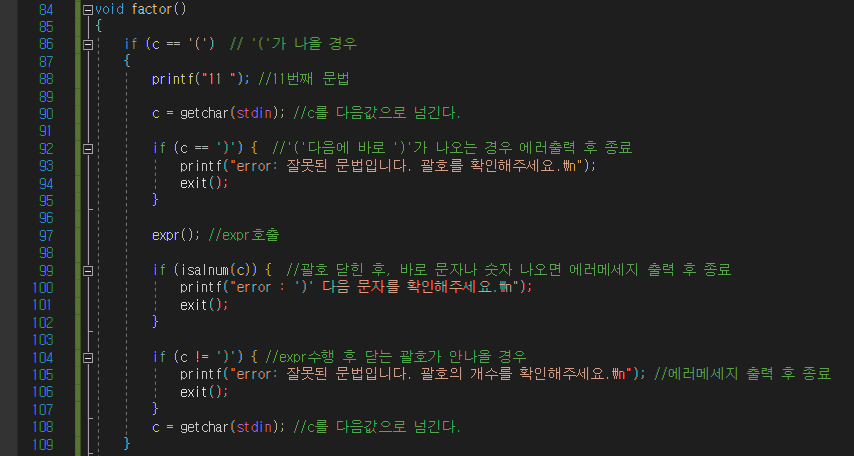 84 void factor()
85 {
86 if (c == '(') // '('가 나올 경우
87 {
88 printf("11 "); //11번째 문법
89
90 c = getchar(stdin); //c를 다음값으로 넘긴다.
91
92 if (c == ')') { //'('다음에 바로 ')'가 나오는 경우 에러출력 후 종료
93 printf("error: 잘못된 문법입니다. 괄호를 확인해주세요.₩n");
94 exit();
95 }
96
97 expr(); //expr호출
98
99 if (isalnum(c)) { //괄호 닫힌 후, 바로 문자나 숫자 나오면 에러메세지 출력 후 종료
100 printf("error : ')' 다음 문자를 확인해주세요.₩n");
101 exit();
102 }
103
104 if (c != ')') { //expr수행 후 닫는 괄호가 안나올 경우
105 printf("error: 잘못된 문법입니다. 괄호의 개수를 확인해주세요.₩n"); //에러메세지 출력 후 종료
106 exit();
107 }
108 c = getchar(stdin); //c를 다음값으로 넘긴다.
109 }